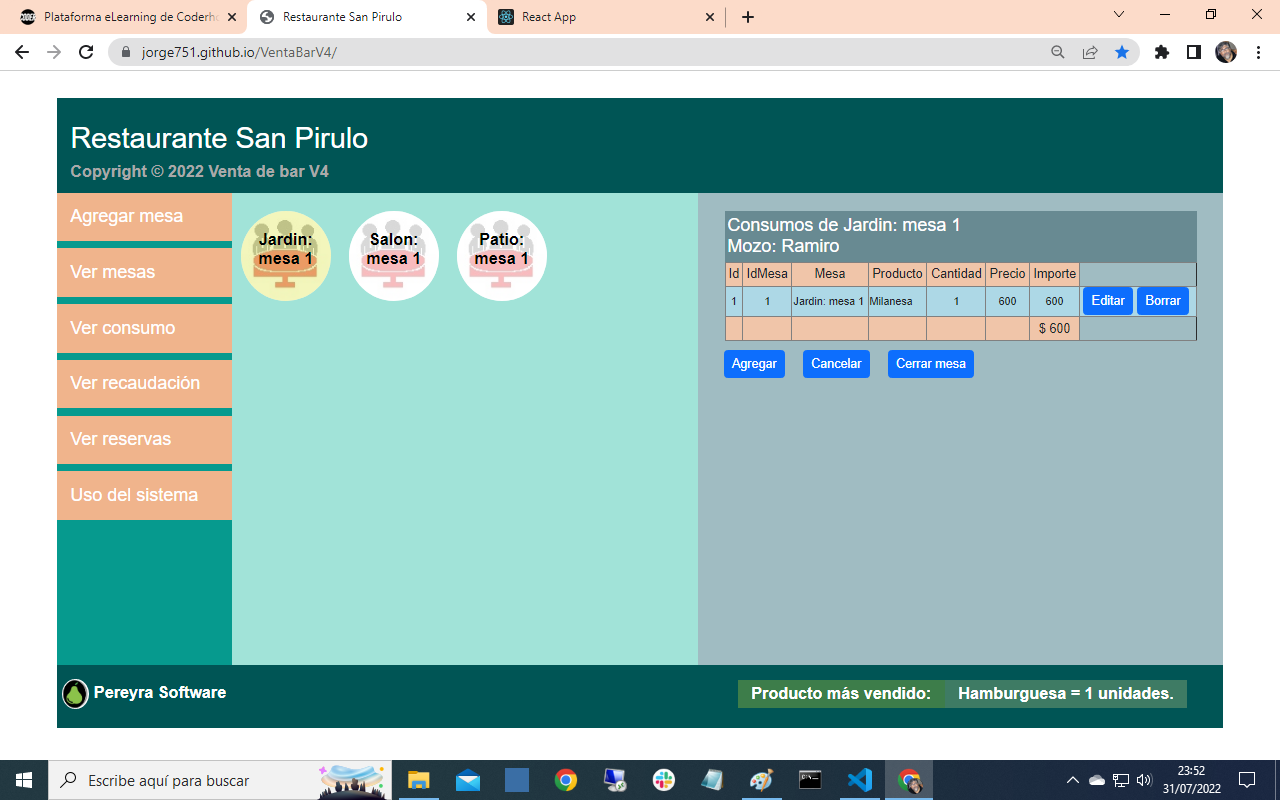 Plataforma eLearning de Coderho
Restaurante San Pirulo
React App
jorge751.github.io/VentaBarV4/
Restaurante San Pirulo
Copyright © 2022 Venta de bar V4
Agregar mesa
Ver mesas
Ver consumo
Ver recaudación
Ver reservas
Uso del sistema
Jardin:
mesa 1
Salon:
mesa 1
Patio:
mesa 1
Consumos de Jardin: mesa 1
Mozo: Ramiro
Id IdMesa Mesa Producto Cantidad Precio Importe
1 1 Jardin: mesa 1 Milanesa 1 600 600 Editar Borrar
$ 600
Agregar Cancelar Cerrar mesa
Pereyra Software
Producto más vendido: Hamburguesa = 1 unidades.
Escribe aquí para buscar
23:52
31/07/2022